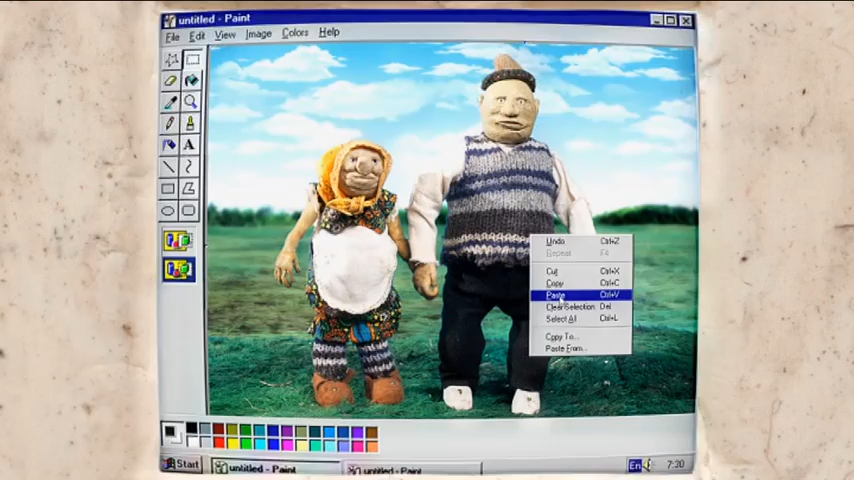 untitled - Paint
File Edit View Image Colors Help
A
Undo Ctrl+Z
Repeat F4
Cut Ctrl+X
Copy Ctrl+C
Paste Ctrl+V
Clear Selection Del
Select All Ctrl+L
Copy To...
Paste From...
Start untitled - Paint untitled - Paint En 7:30